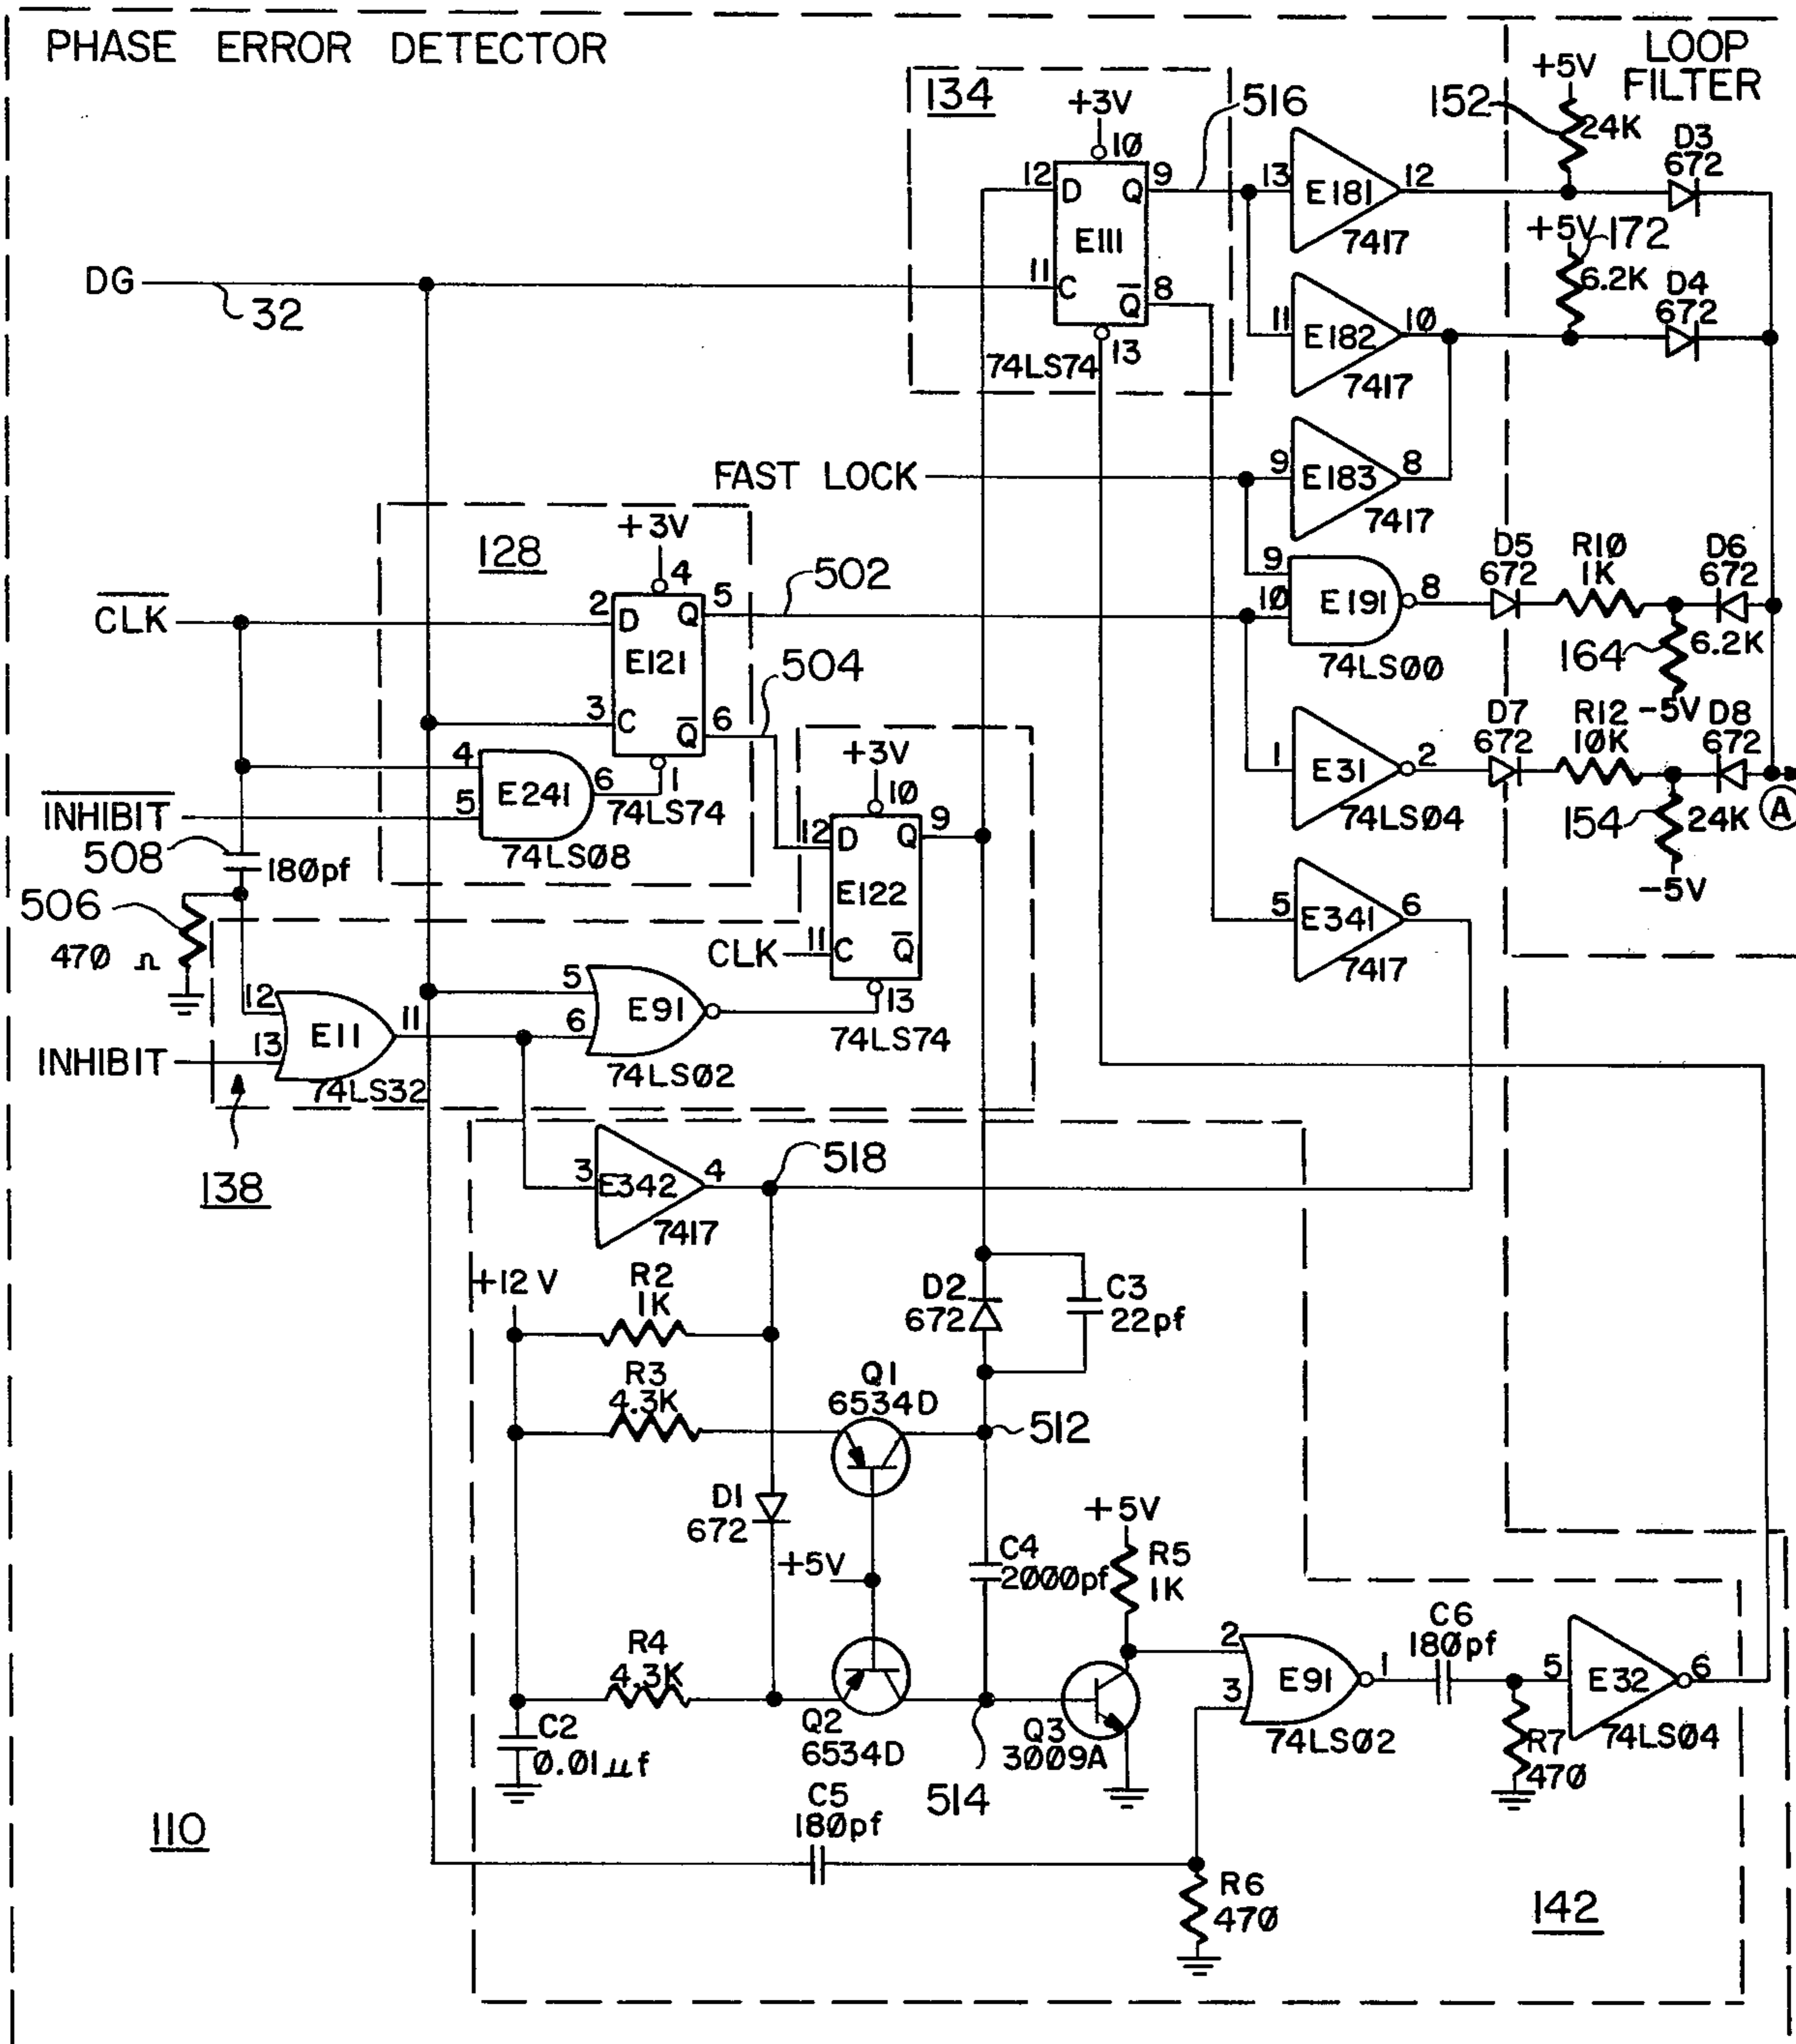 PHASE ERROR DETECTOR
LOOP
FILTER
134
+3V
10
516
152
+5V
24K
D3
672
12
D
Q
9
13
E181
12
7417
E111
+5V
172
6.2K
D4
672
DG
32
11
C
Q̅
8
11
E182
10
7417
74LS74
13
FAST LOCK
9
E183
8
7417
128
+3V
4
502
9
10
E191
8
74LS00
D5
672
R10
1K
D6
672
C̅L̅K̅
2
D
Q
5
E121
164
6.2K
-5V
504
3
C
Q̅
6
1
74LS74
4
5
E241
6
74LS08
I̅N̅H̅I̅B̅I̅T̅
+3V
10
1
E31
2
74LS04
D7
672
R12
10K
D8
672
154
24K
-5V
A
508
180pf
506
470 Ω
12
D
Q
9
E122
CLK
11
C
Q̅
13
74LS74
5
E341
6
7417
12
13
E11
11
74LS32
INHIBIT
5
6
E91
74LS02
138
3
E342
4
7417
518
+12V
R2
1K
R3
4.3K
D2
672
C3
22pf
Q1
6534D
512
D1
672
+5V
C4
2000pf
+5V
R5
1K
R4
4.3K
Q2
6534D
C2
0.01μf
514
Q3
3009A
2
3
E91
1
74LS02
C6
180pf
5
E32
6
74LS04
R7
470
C5
180pf
110
R6
470
142